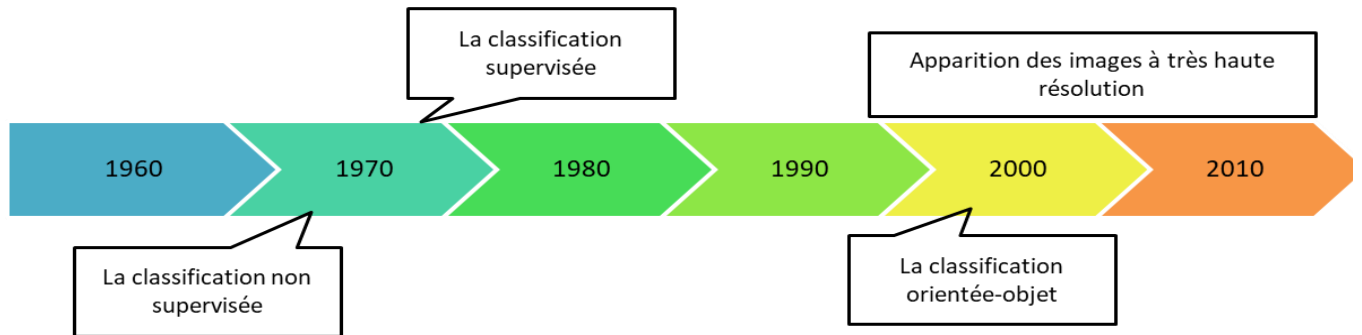 La classification
supervisée
Apparition des images à très haute
résolution
1960
1970
1980
1990
2000
2010
La classification non
supervisée
La classification
orientée-objet